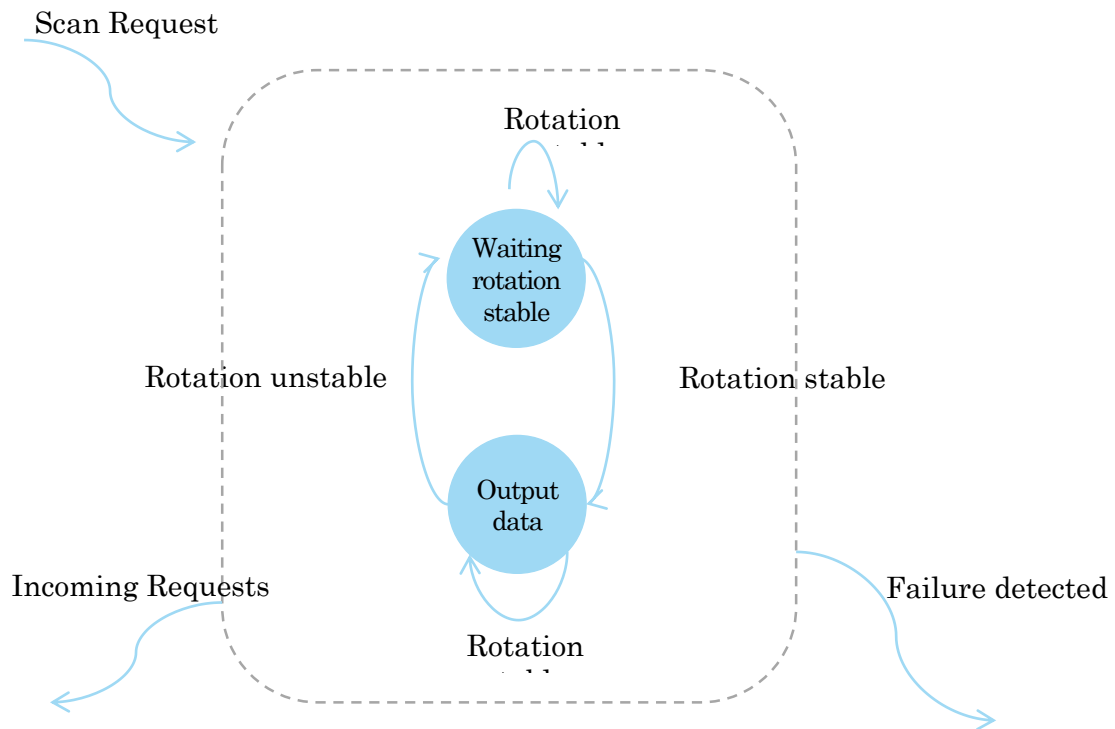 Scan Request
Rotation
Waiting
rotation
stable
Rotation unstable
Rotation stable
Output
data
Incoming Requests
Failure detected
Rotation